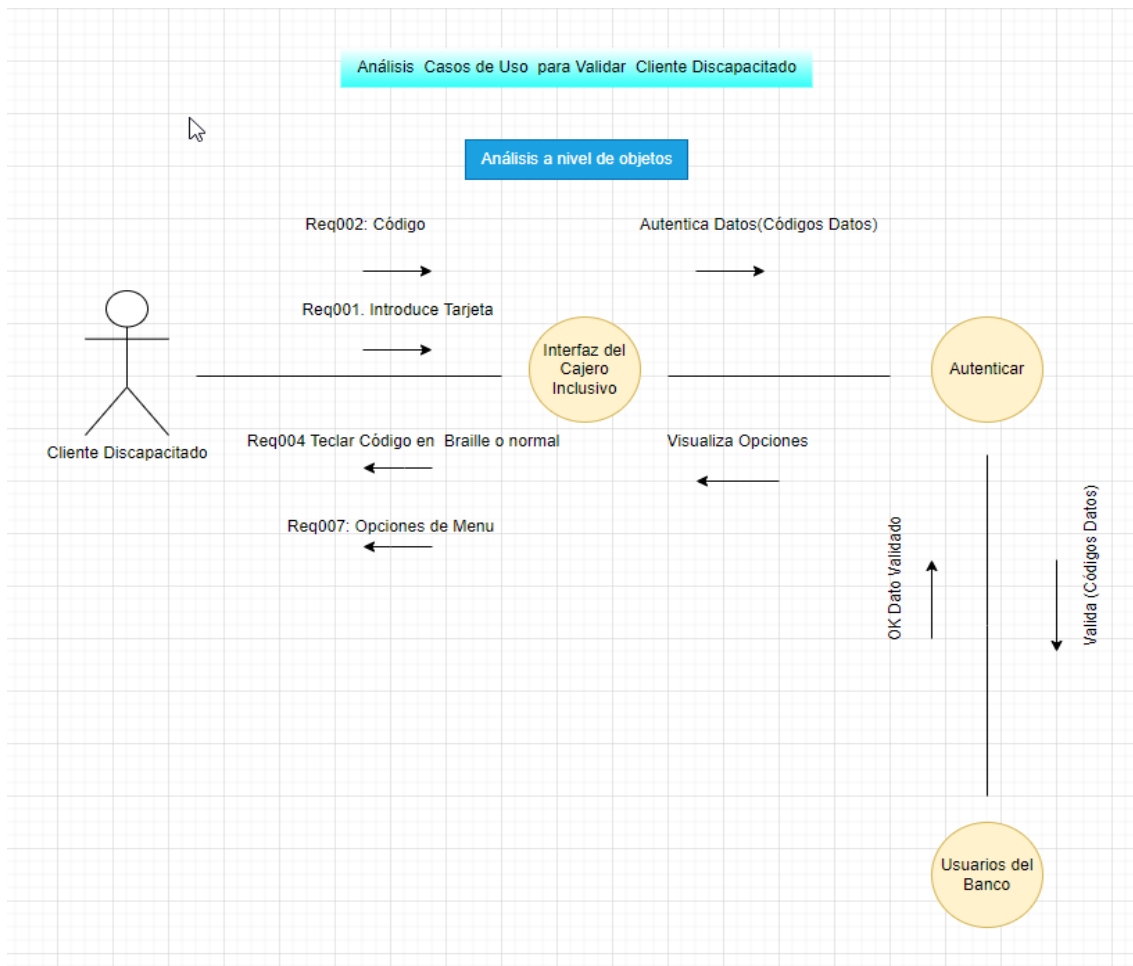 Análisis Casos de Uso para Validar Cliente Discapacitado
Análisis a nivel de objetos
Req002: Código
Autentica Datos(Códigos Datos)
Req001. Introduce Tarjeta
Interfaz del
Cajero
Inclusivo
Autenticar
Cliente Discapacitado
Req004 Teclar Código en Braille o normal
Visualiza Opciones
Req007: Opciones de Menu
OK Dato Validado
Valida (Códigos Datos)
Usuarios del
Banco